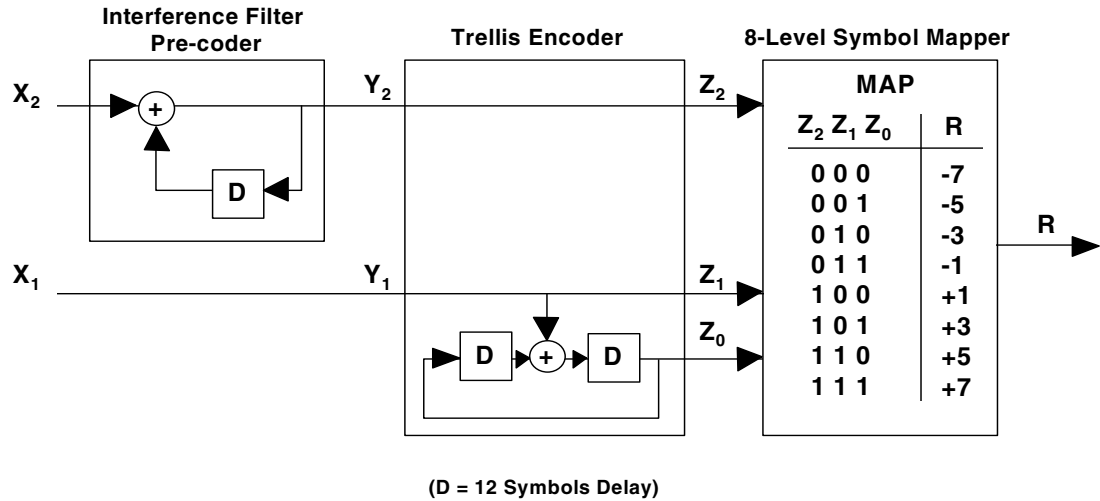 Interference Filter
Pre-coder
Trellis Encoder
8-Level Symbol Mapper
X₂
+
D
Y₂
Z₂
X₁
Y₁
Z₁
D
+
D
Z₀
MAP
Z₂ Z₁ Z₀ R
0 0 0 -7
0 0 1 -5
0 1 0 -3
0 1 1 -1
1 0 0 +1
1 0 1 +3
1 1 0 +5
1 1 1 +7
R
(D = 12 Symbols Delay)